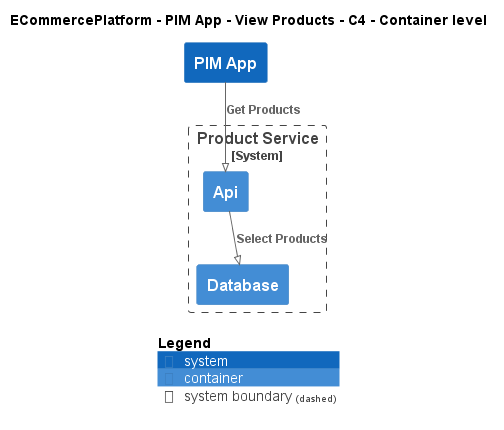 ECommercePlatform - PIM App - View Products - C4 - Container level
PIM App
Get Products
Product Service
[System]
Api
Select Products
Database
Legend
system
container
system boundary (dashed)